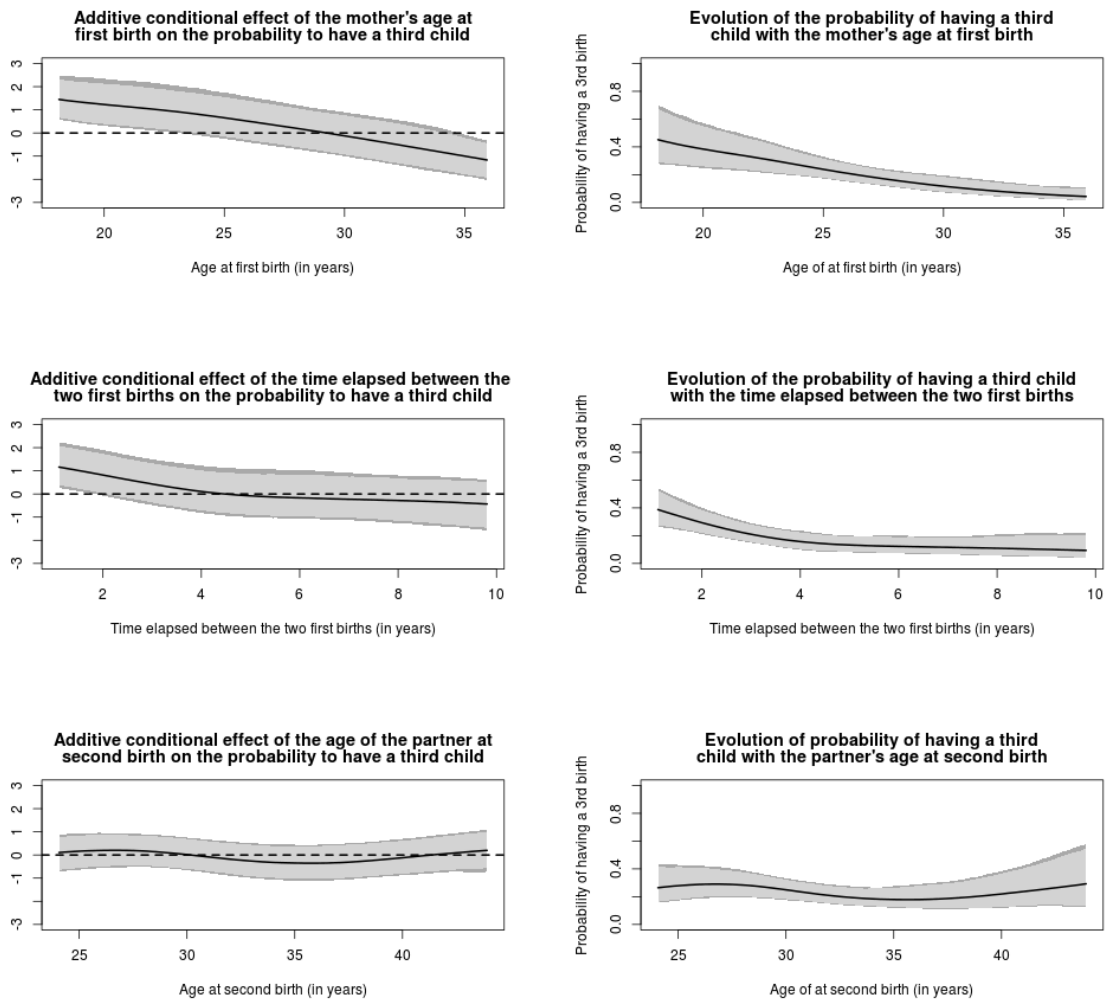 Additive conditional effect of the mother's age at
first birth on the probability to have a third child
3
2
1
0
-1
-3
20 25 30 35
Age at first birth (in years)
Evolution of the probability of having a third
child with the mother's age at first birth
Probability of having a 3rd birth
0.8
0.4
0.0
20 25 30 35
Age of at first birth (in years)
Additive conditional effect of the time elapsed between the
two first births on the probability to have a third child
3
2
1
0
-1
-3
2 4 6 8 10
Time elapsed between the two first births (in years)
Evolution of the probability of having a third child
with the time elapsed between the two first births
Probability of having a 3rd birth
0.8
0.4
0.0
2 4 6 8 10
Time elapsed between the two first births (in years)
Additive conditional effect of the age of the partner at
second birth on the probability to have a third child
3
2
1
0
-1
-3
25 30 35 40
Age at second birth (in years)
Evolution of probability of having a third
child with the partner's age at second birth
Probability of having a 3rd birth
0.8
0.4
0.0
25 30 35 40
Age of at second birth (in years)